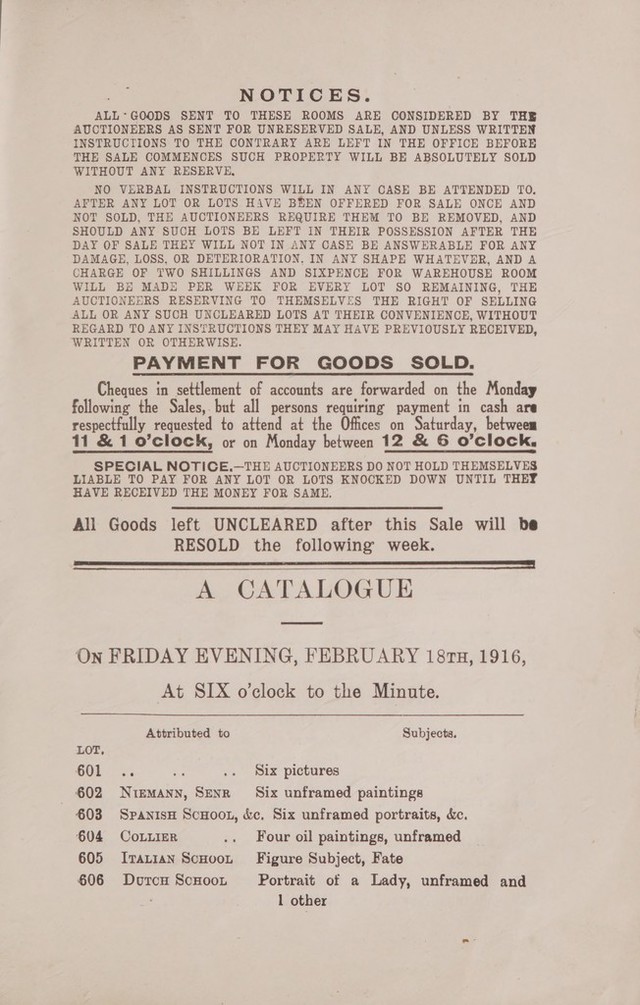 NOTICES.
ALL GOODS SENT TO THESE ROOMS ARE CONSIDERED BY THE
AUCTIONEERS AS SENT FOR UNRESERVED SALE, AND UNLESS WRITTEN
INSTRUCTIONS TO THE CONTRARY ARE LEFT IN THE OFFICE BEFORE
THE SALE COMMENCES SUCH PROPERTY WILL BE ABSOLUTELY SOLD
WITHOUT ANY RESERVE.
NO VERBAL INSTRUCTIONS WILL IN ANY CASE BE ATTENDED TO.
AFTER ANY LOT OR LOTS HAVE BEEN OFFERED FOR SALE ONCE AND
NOT SOLD, THE AUCTIONEERS REQUIRE THEM TO BE REMOVED, AND
SHOULD ANY SUCH LOTS BE LEFT IN THEIR POSSESSION AFTER THE
DAY OF SALE THEY WILL NOT IN ANY CASE BE ANSWERABLE FOR ANY
DAMAGE, LOSS, OR DETERIORATION, IN ANY SHAPE WHATEVER, AND A
CHARGE OF TWO SHILLINGS AND SIXPENCE FOR WAREHOUSE ROOM
WILL BE MADE PER WEEK FOR EVERY LOT SO REMAINING, THE
AUCTIONEERS RESERVING TO THEMSELVES THE RIGHT OF SELLING
ALL OR ANY SUCH UNCLEARED LOTS AT THEIR CONVENIENCE, WITHOUT
REGARD TO ANY INSTRUCTIONS THEY MAY HAVE PREVIOUSLY RECEIVED,
WRITTEN OR OTHERWISE.
PAYMENT FOR GOODS SOLD.
Cheques in settlement of accounts are forwarded on the Monday
following the Sales, but all persons requiring payment in cash are
respectfully requested to attend at the Offices on Saturday, between
11 & 1 o'clock, or on Monday between 12 & 6 o'clock.
SPECIAL NOTICE.—THE AUCTIONEERS DO NOT HOLD THEMSELVES
LIABLE TO PAY FOR ANY LOT OR LOTS KNOCKED DOWN UNTIL THEY
HAVE RECEIVED THE MONEY FOR SAME.
All Goods left UNCLEARED after this Sale will be
RESOLD the following week.
A CATALOGUE
ON FRIDAY EVENING, FEBRUARY 18TH, 1916,
At SIX o'clock to the Minute.
Attributed to Subjects.
LOT.
601 .. .. .. Six pictures
602 NIEMANN, SENR Six unframed paintings
603 SPANISH SCHOOL, &c. Six unframed portraits, &c.
604 COLLIER .. Four oil paintings, unframed
605 ITALIAN SCHOOL Figure Subject, Fate
606 DUTCH SCHOOL Portrait of a Lady, unframed and
1 other